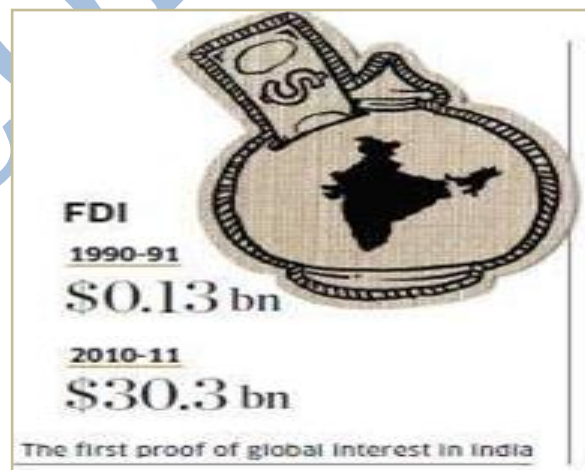 $
FDI
1990-91
$0.13 bn
2010-11
$30.3 bn
The first proof of global interest in India